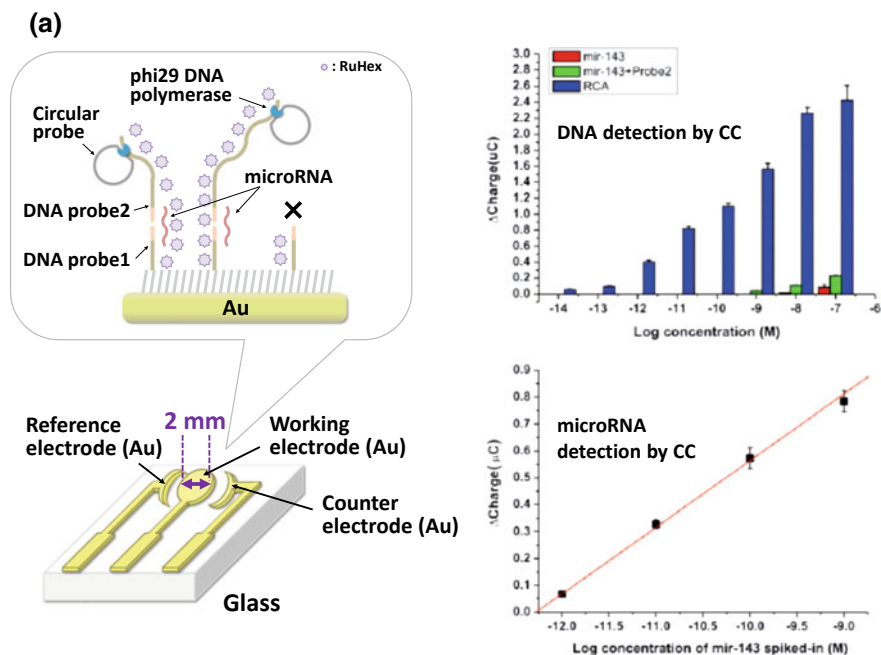 (a)
: RuHex
phi29 DNA
polymerase
Circular
probe
microRNA
DNA probe2
DNA probe1
×
Au
2 mm
Reference
electrode (Au)
Working
electrode (Au)
Counter
electrode (Au)
Glass
mir-143
mir-143+Probe2
RCA
DNA detection by CC
ΔCharge(uC)
3.0
2.8
2.6
2.4
2.2
2.0
1.8
1.6
1.4
1.2
1.0
0.8
0.6
0.4
0.2
0.0
-14 -13 -12 -11 -10 -9 -8 -7 -6
Log concentration (M)
microRNA
detection by CC
ΔCharge( μC)
0.9
0.8
0.7
0.6
0.5
0.4
0.3
0.2
0.1
0.0
-12.0 -11.5 -11.0 -10.5 -10.0 -9.5 -9.0
Log concentration of mir-143 spiked-in (M)